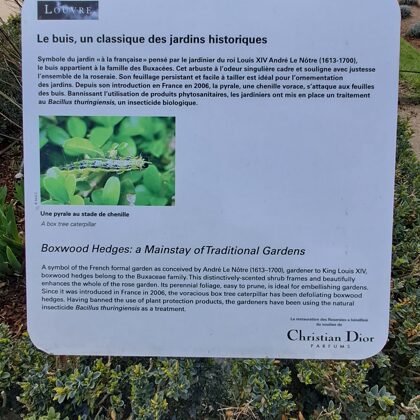 LOUVRE
Le buis, un classique des jardins historiques
Symbole du jardin « à la française » pensé par le jardinier du roi Louis XIV André Le Nôtre (1613-1700),
le buis appartient à la famille des Buxacées. Cet arbuste à l'odeur singulière cadre et souligne avec justesse
l'ensemble de la roseraie. Son feuillage persistant et facile à tailler est idéal pour l'ornementation
des jardins. Depuis son introduction en France en 2006, la pyrale, une chenille vorace, s'attaque aux feuilles
des buis. Bannissant l'utilisation de produits phytosanitaires, les jardiniers ont mis en place un traitement
au Bacillus thuringiensis, un insecticide biologique.
Une pyrale au stade de chenille
A box tree caterpillar
Boxwood Hedges: a Mainstay of Traditional Gardens
A symbol of the French formal garden as conceived by André Le Nôtre (1613–1700), gardener to King Louis XIV,
boxwood hedges belong to the Buxaceae family. This distinctively-scented shrub frames and beautifully
enhances the whole of the rose garden. Its perennial foliage, easy to prune, is ideal for embellishing gardens.
Since it was introduced in France in 2006, the voracious box tree caterpillar has been defoliating boxwood
hedges. Having banned the use of plant protection products, the gardeners have been using the natural
insecticide Bacillus thuringiensis as a treatment.
La restauration des Roseraies a bénéficié
du soutien de
Christian Dior
PARFUMS